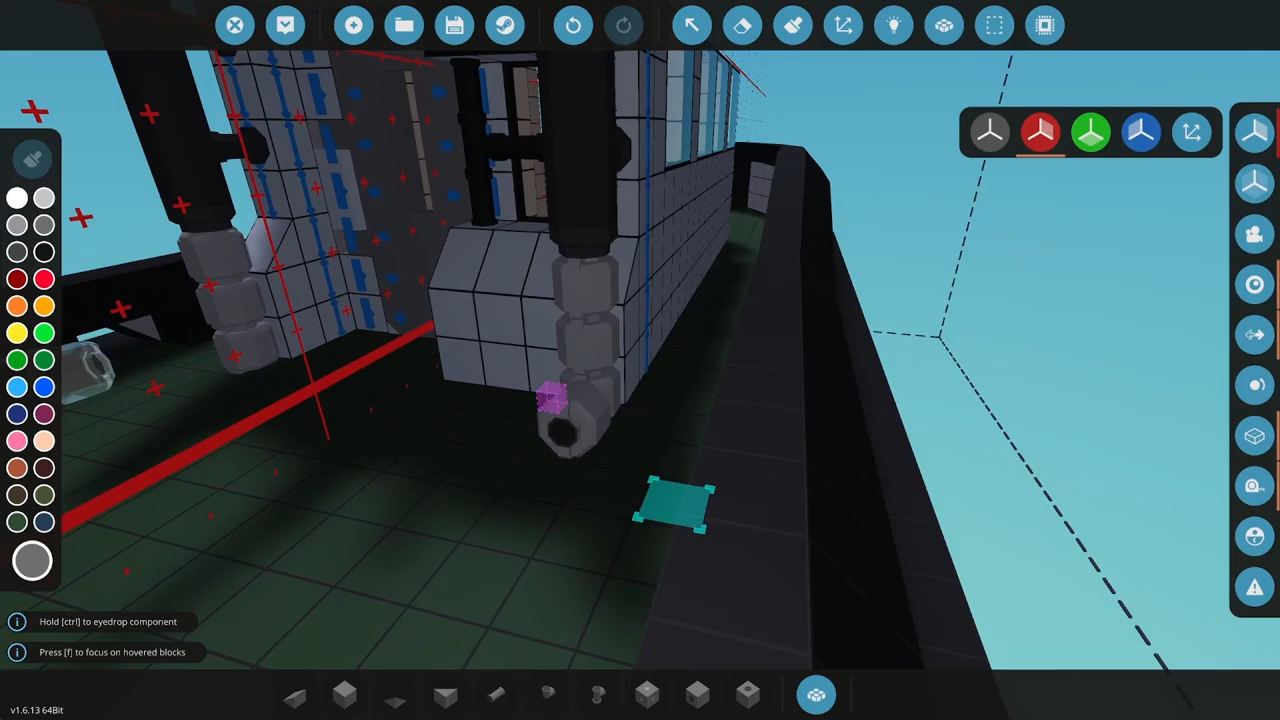 Hold [ctrl] to eyedrop component
Press [f] to focus on hovered blocks
v1.6.13 64Bit